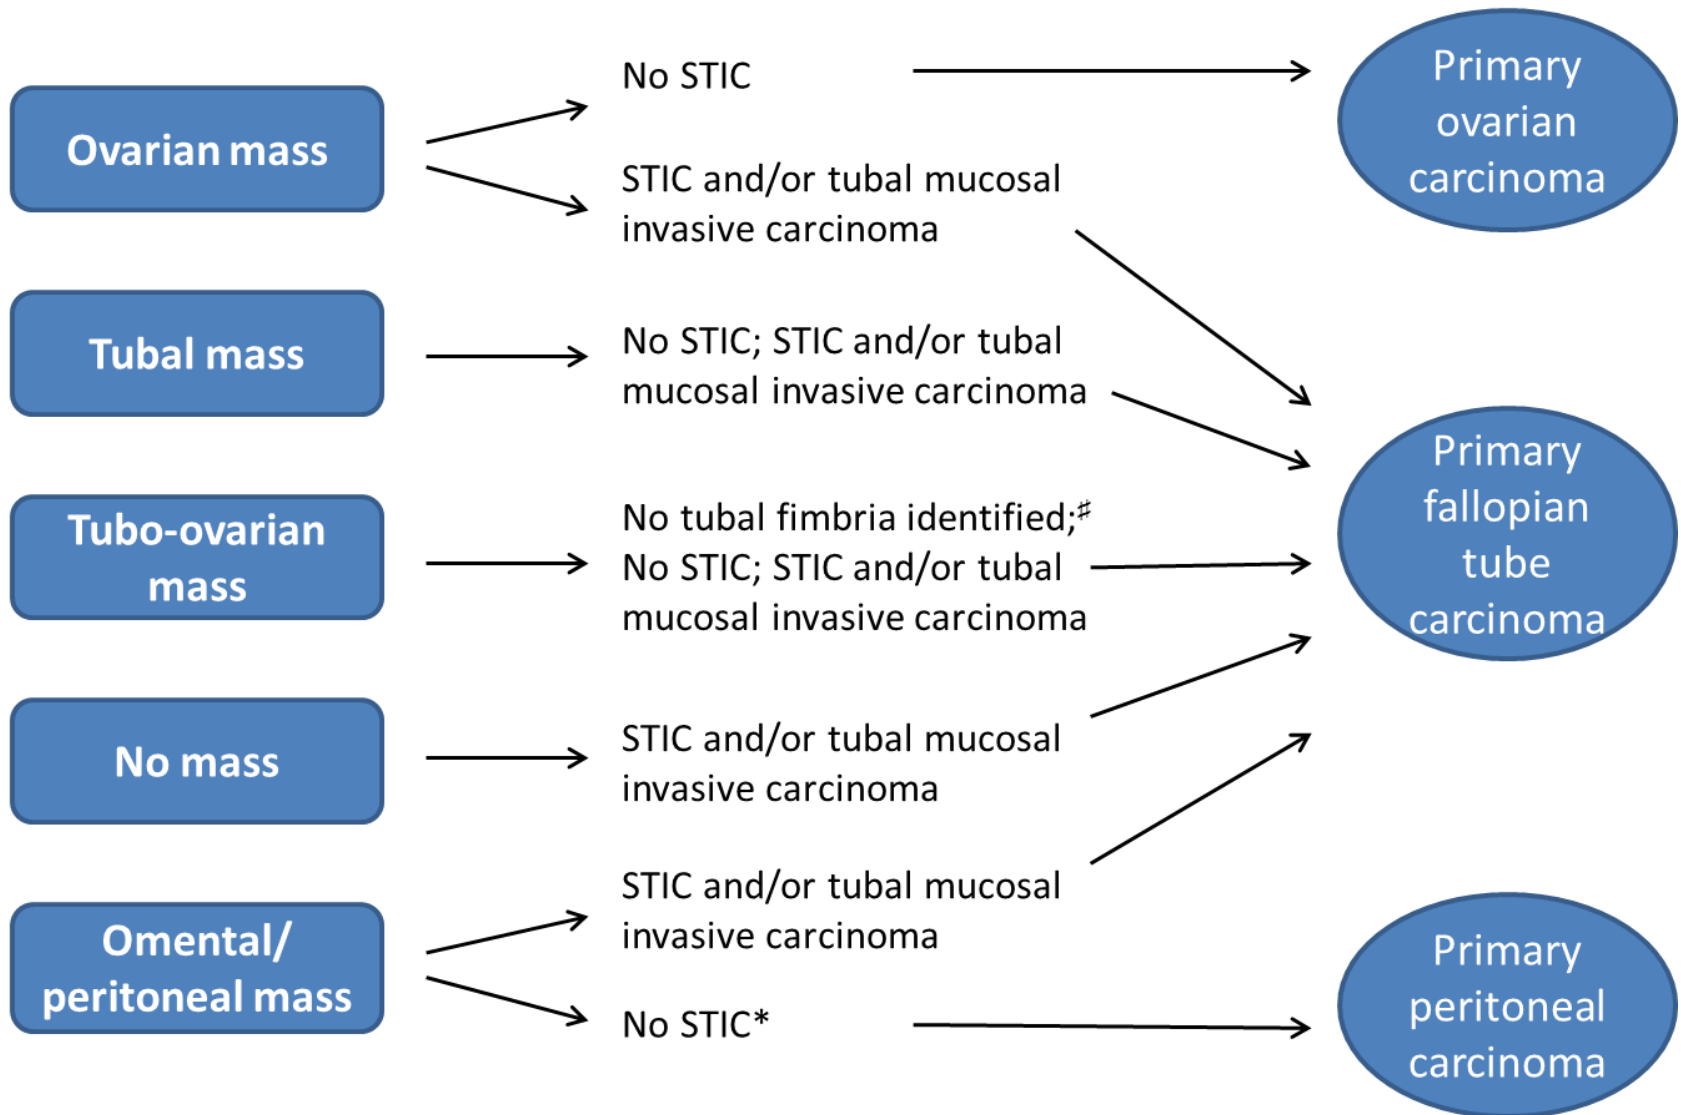 Ovarian mass
No STIC
STIC and/or tubal mucosal
invasive carcinoma
Primary
ovarian
carcinoma
Tubal mass
No STIC; STIC and/or tubal
mucosal invasive carcinoma
Tubo-ovarian
mass
No tubal fimbria identified;♯
No STIC; STIC and/or tubal
mucosal invasive carcinoma
Primary
fallopian
tube
carcinoma
No mass
STIC and/or tubal mucosal
invasive carcinoma
Omental/
peritoneal mass
STIC and/or tubal mucosal
invasive carcinoma
No STIC*
Primary
peritoneal
carcinoma